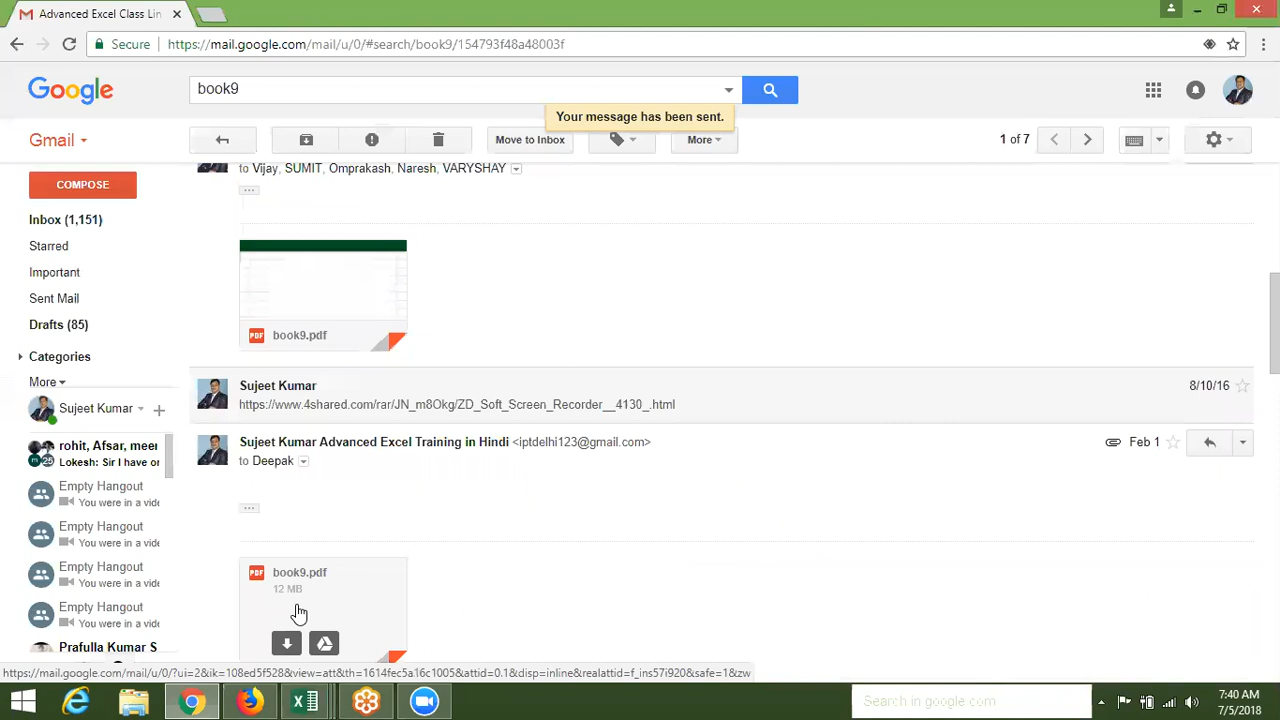 Advanced Excel Class Lin
Secure
https://mail.google.com/mail/u/0/#search/book9/154793f48a48003f
Google
book9
Your message has been sent.
Gmail
Move to Inbox
More
1 of 7
COMPOSE
to Vijay, SUMIT, Omprakash, Naresh, VARYSHAY
Inbox (1,151)
Starred
Important
Sent Mail
Drafts (85)
Categories
More
PDF book9.pdf
Sujeet Kumar
8/10/16
https://www.4shared.com/rar/JN_m8Okg/ZD_Soft_Screen_Recorder__4130_.html
Sujeet Kumar
Sujeet Kumar Advanced Excel Training in Hindi <iptdelhi123@gmail.com>
Feb 1
to Deepak
rohit, Afsar, meer
25
Lokesh: Sir I have or
Empty Hangout
You were in a vide
Empty Hangout
You were in a vide
Empty Hangout
You were in a vide
Empty Hangout
You were in a vide
Prafulla Kumar S
PDF book9.pdf
12 MB
https://mail.google.com/mail/u/0/?ui=2&ik=108ed5f528&view=att&th=1614fec5a16c1005&attid=0.1&disp=inline&realattid=f_ins57i920&safe=1&zw
Search in google.com
7:40 AM
7/5/2018